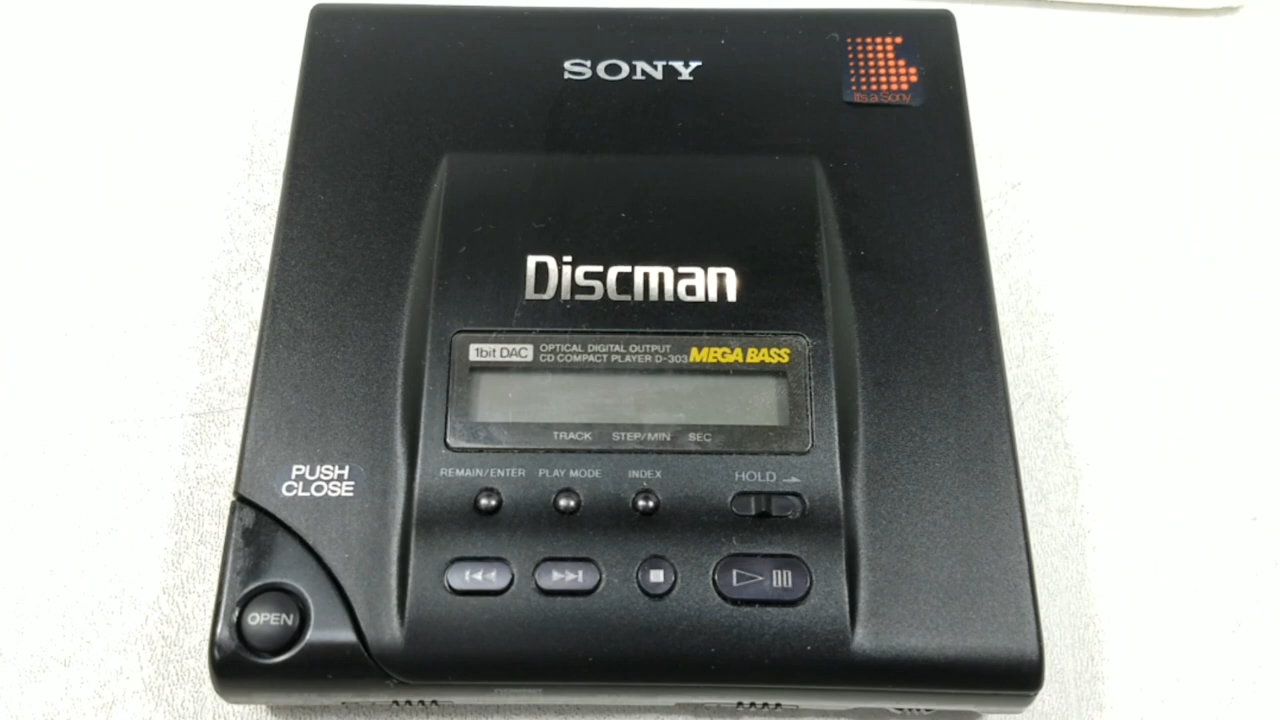 SONY
it's a Sony
Discman
1bit DAC
OPTICAL DIGITAL OUTPUT
CD COMPACT PLAYER D-303
MEGA BASS
TRACK STEP/MIN SEC
REMAIN/ENTER PLAY MODE INDEX
HOLD
PUSH
CLOSE
OPEN